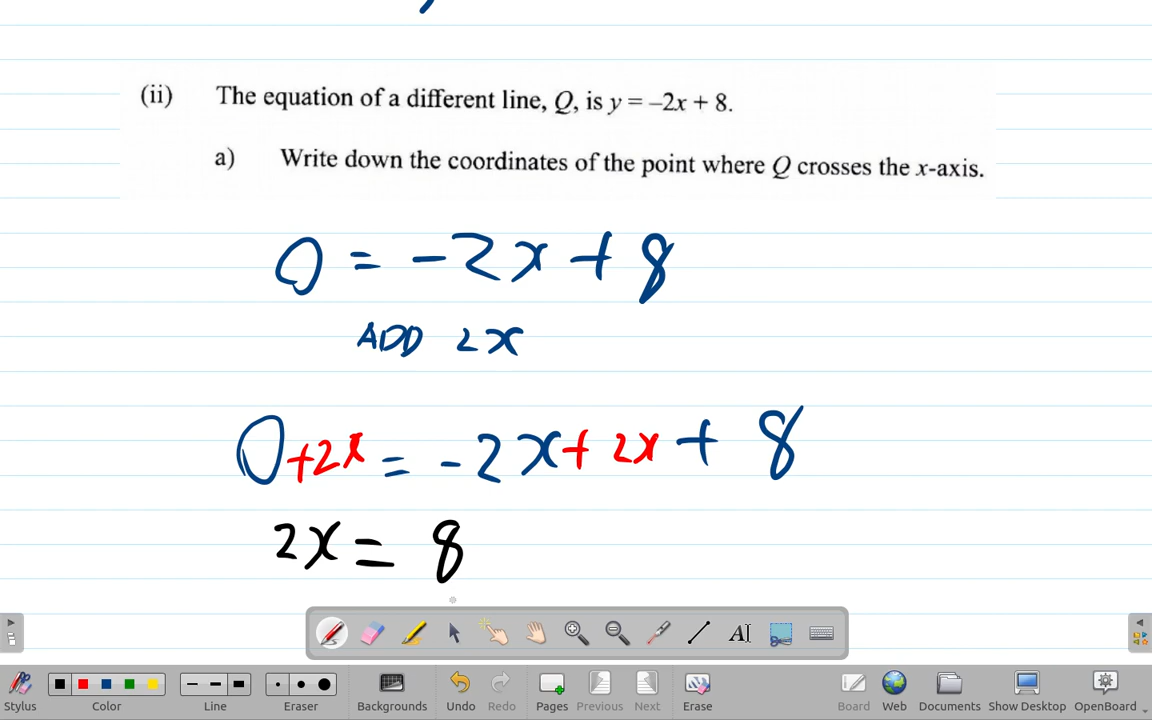 (ii) The equation of a different line, Q, is y = –2x + 8.
a) Write down the coordinates of the point where Q crosses the x-axis.
0 = -2x + 8
ADD 2x
0 +2x = -2x + 2x + 8
2x = 8
Stylus Color Line Eraser Backgrounds Undo Redo Pages Previous Next Erase Board Web Documents Show Desktop OpenBoard